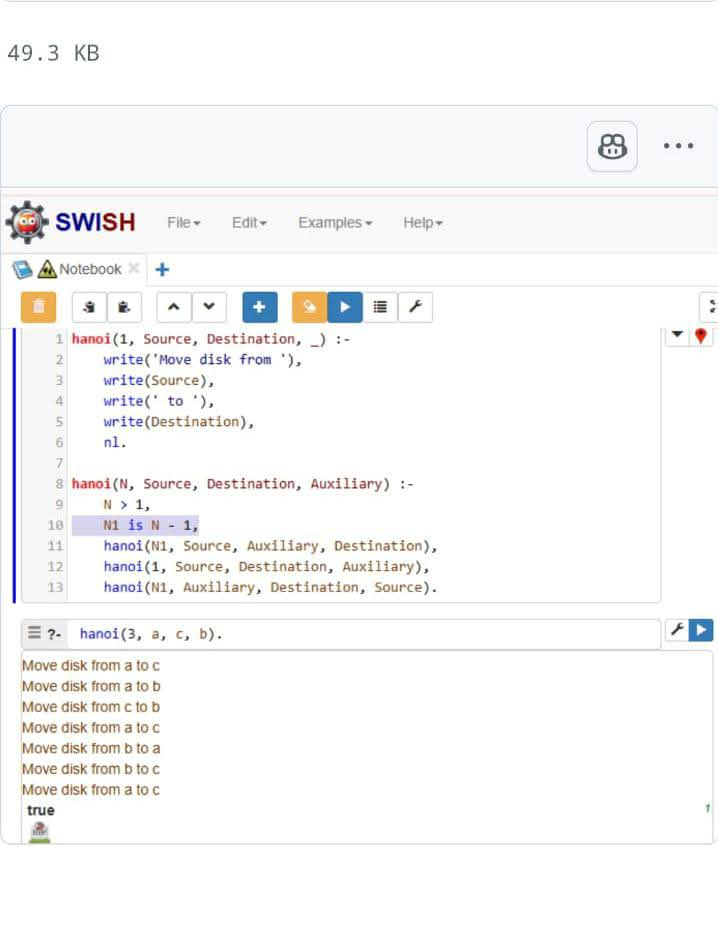 49.3 KB
SWISH File Edit Examples Help
Notebook
1 hanoi(1, Source, Destination, _) :-
2 write('Move disk from '),
3 write(Source),
4 write(' to '),
5 write(Destination),
6 nl.
7
8 hanoi(N, Source, Destination, Auxiliary) :-
9 N > 1,
10 N1 is N - 1,
11 hanoi(N1, Source, Auxiliary, Destination),
12 hanoi(1, Source, Destination, Auxiliary),
13 hanoi(N1, Auxiliary, Destination, Source).
?- hanoi(3, a, c, b).
Move disk from a to c
Move disk from a to b
Move disk from c to b
Move disk from a to c
Move disk from b to a
Move disk from b to c
Move disk from a to c
true 1